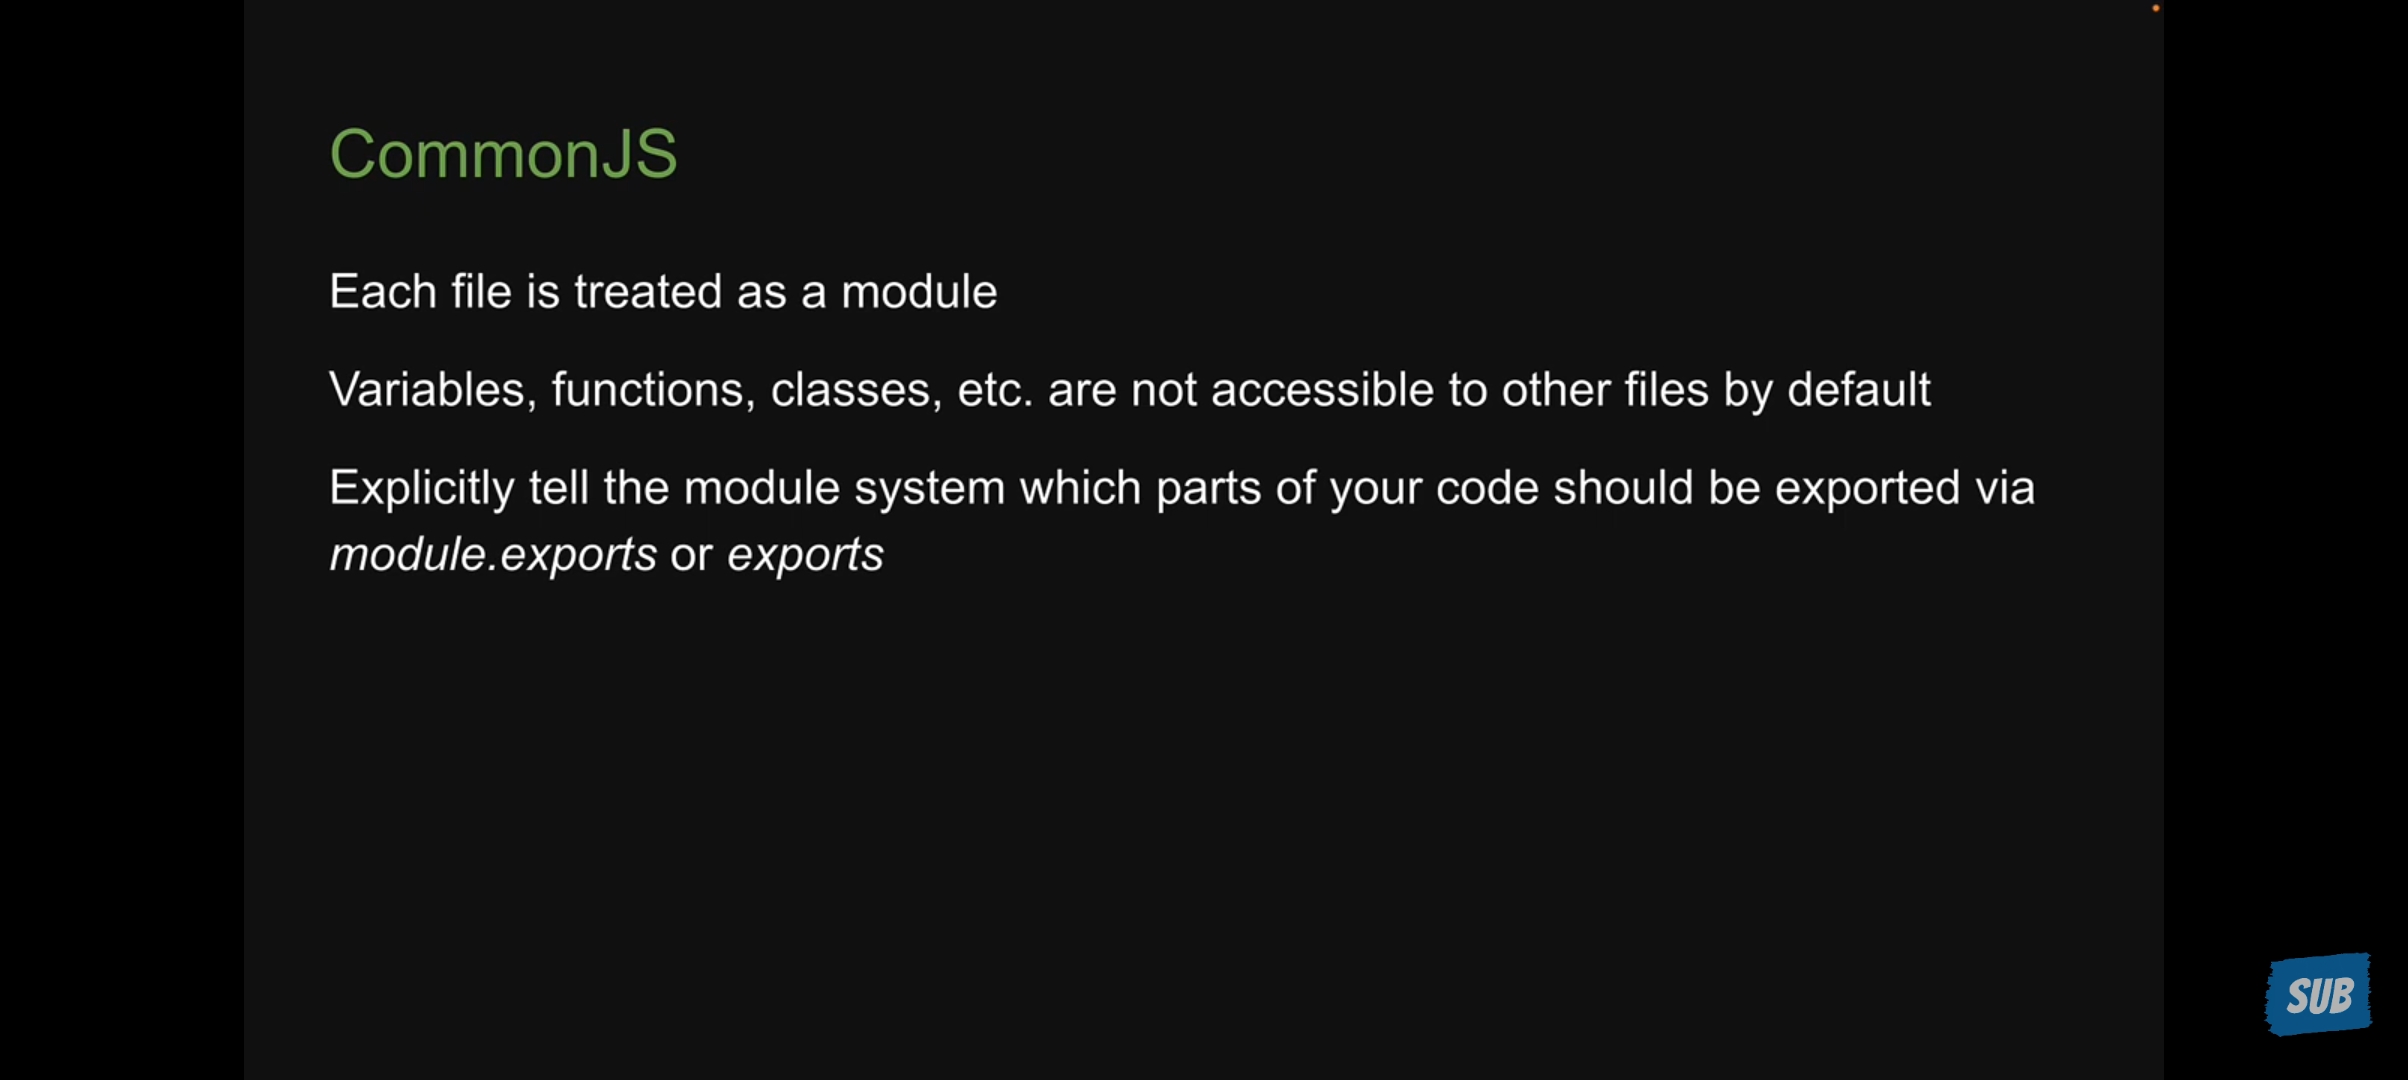 CommonJS
Each file is treated as a module
Variables, functions, classes, etc. are not accessible to other files by default
Explicitly tell the module system which parts of your code should be exported via
module.exports or exports
SUB